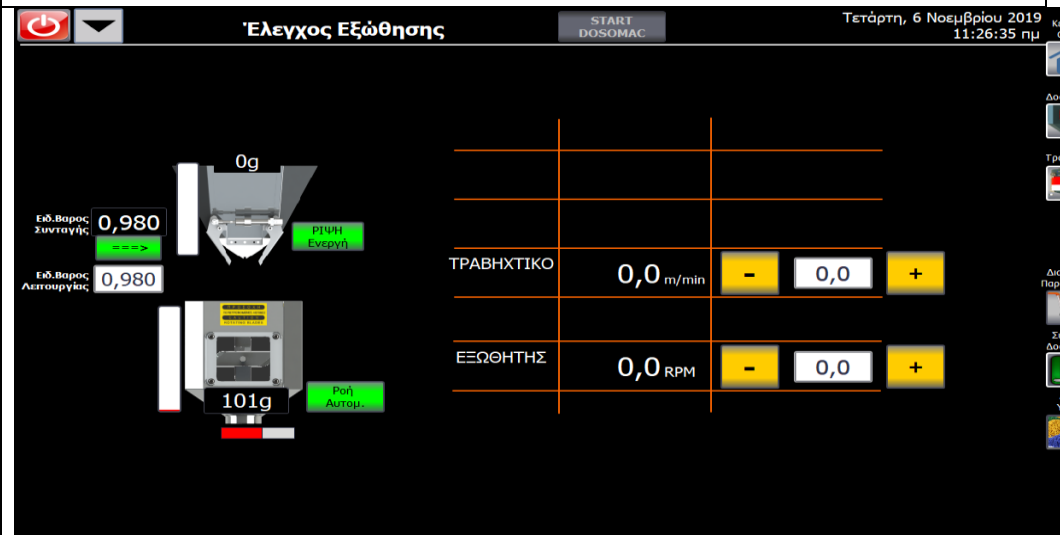 Έλεγχος Εξώθησης
START
DOSOMAC
Τετάρτη, 6 Νοεμβρίου 2019
11:26:35 πμ
0g
Ειδ.Βαρος
Συνταγής
0,980
===>
ΡΙΨΗ
Ενεργή
Ειδ.Βαρος
Λειτουργίας
0,980
ΤΡΑΒΗΧΤΙΚΟ
0,0 m/min
-
0,0
+
ΕΞΩΘΗΤΗΣ
0,0 RPM
-
0,0
+
101g
Ροή
Αυτομ.